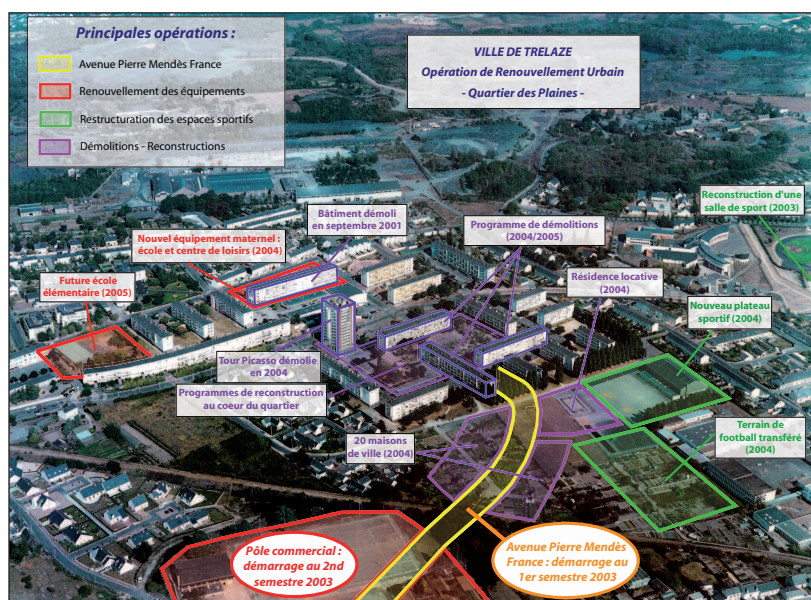 Principales opérations :
Avenue Pierre Mendès France
Renouvellement des équipements
Restructuration des espaces sportifs
Démolitions - Reconstructions
VILLE DE TRELAZE
Opération de Renouvellement Urbain
- Quartier des Plaines -
Reconstruction d'une
salle de sport (2003)
Bâtiment démoli
en septembre 2001
Programme de démolitions
(2004/2005)
Nouvel équipement maternel :
école et centre de loisirs (2004)
Résidence locative
(2004)
Future école
élémentaire (2005)
Nouveau plateau
sportif (2004)
Tour Picasso démolie
en 2004
Programmes de reconstruction
au coeur du quartier
Terrain de
football transféré
(2004)
20 maisons
de ville (2004)
Pôle commercial :
démarrage au 2nd
semestre 2003
Avenue Pierre Mendès
France : démarrage au
1er semestre 2003